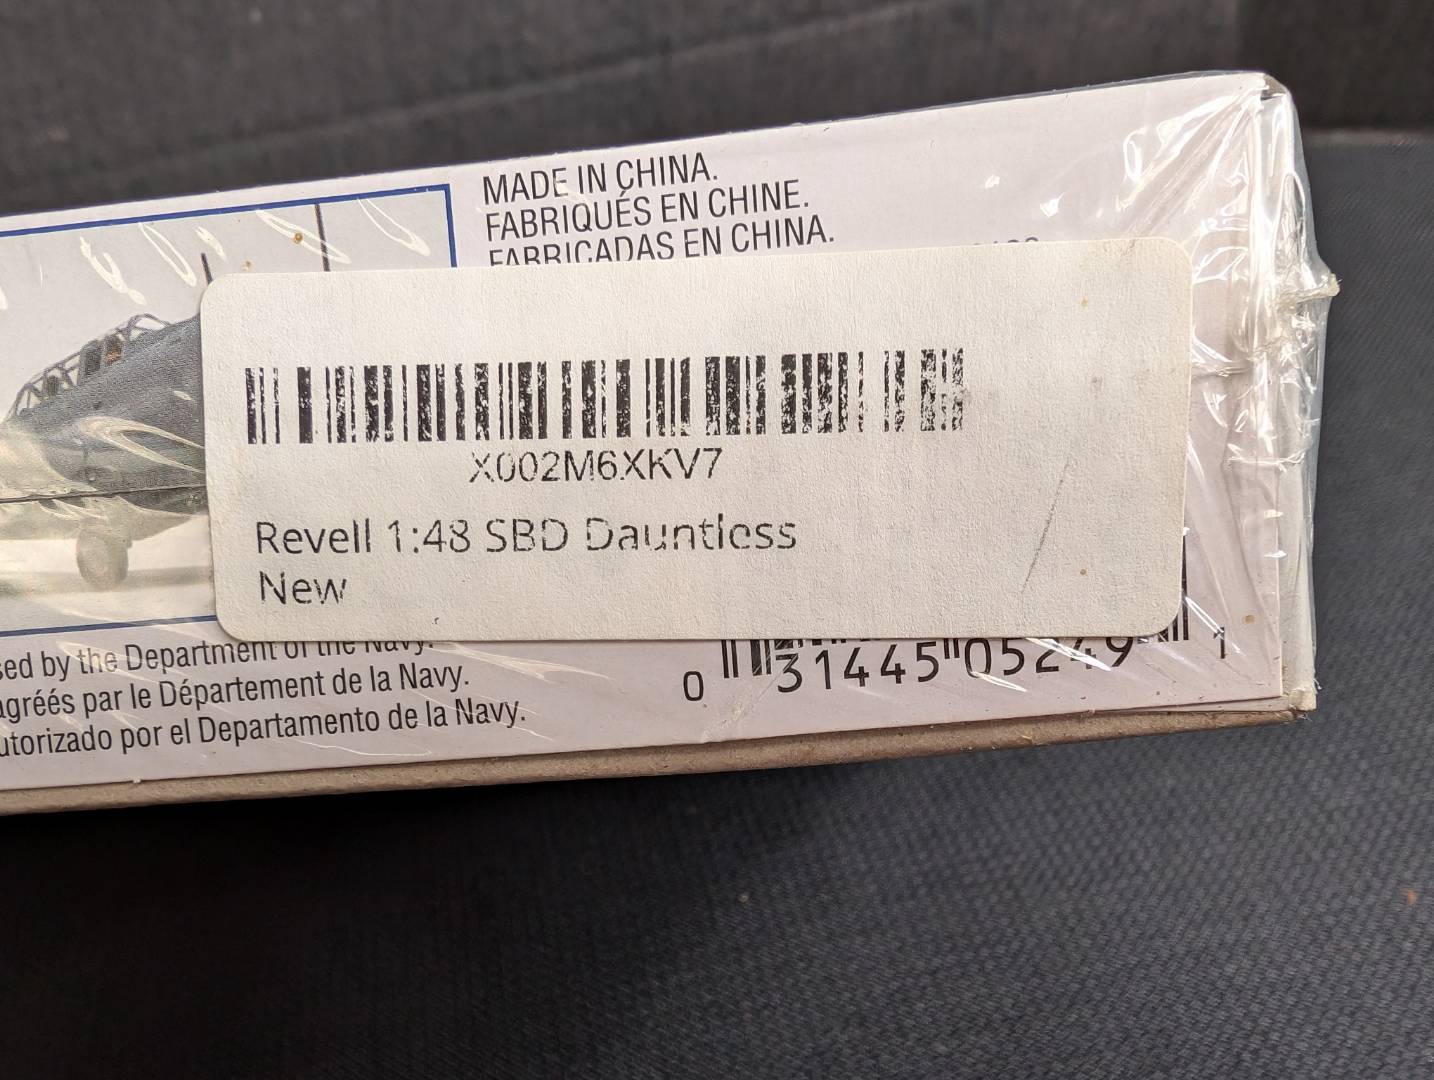 MADE IN CHINA.
FABRIQUÉS EN CHINE.
FABRICADAS EN CHINA.
X002M6XKV7
Revell 1:48 SBD Dauntless
New
sed by the Department of the Navy.
agréés par le Département de la Navy.
utorizado por el Departamento de la Navy.
0 31445 05249 1